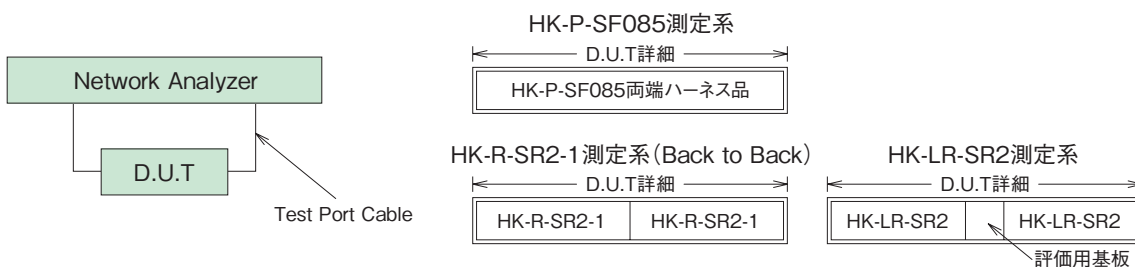 Network Analyzer
D.U.T
Test Port Cable
HK-P-SF085測定系
D.U.T詳細
HK-P-SF085両端ハーネス品
HK-R-SR2-1測定系(Back to Back)
D.U.T詳細
HK-R-SR2-1 HK-R-SR2-1
HK-LR-SR2測定系
D.U.T詳細
HK-LR-SR2 HK-LR-SR2
評価用基板